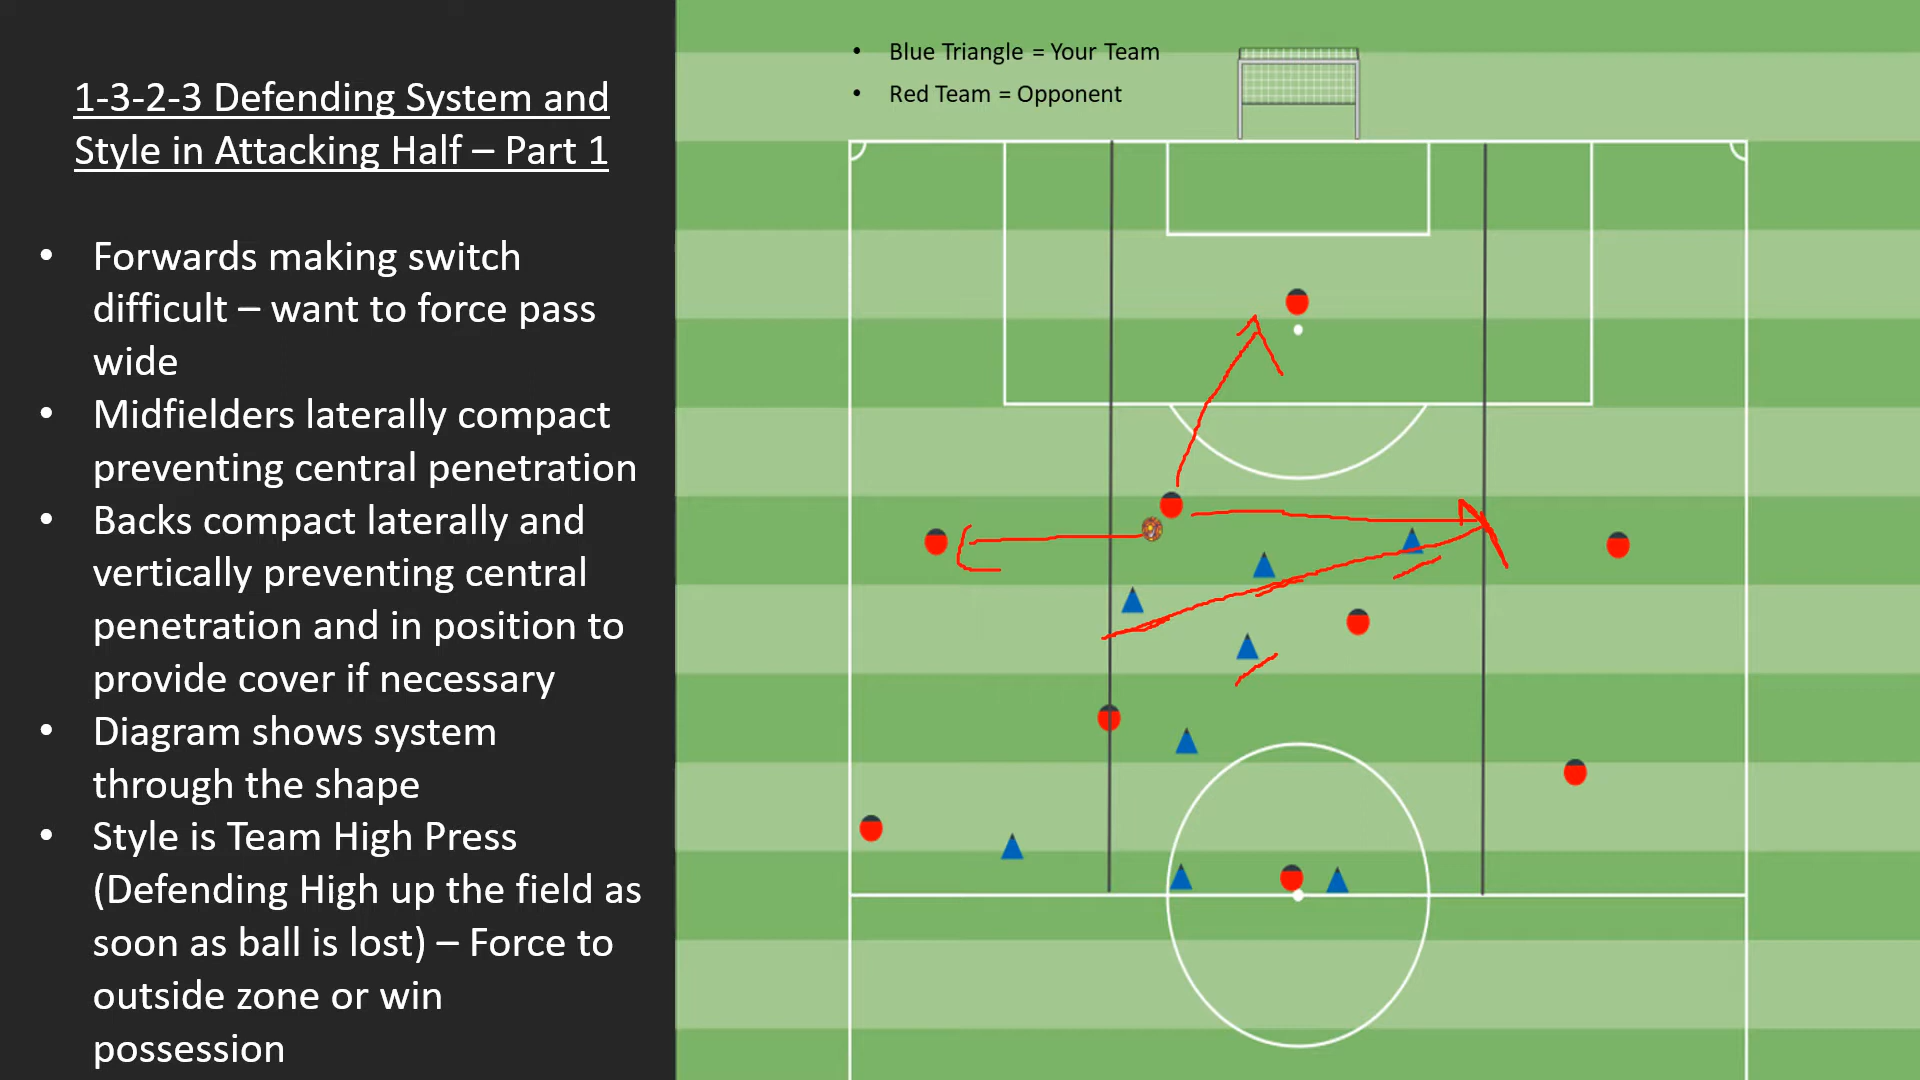 1-3-2-3 Defending System and
Style in Attacking Half – Part 1
• Forwards making switch
difficult – want to force pass
wide
• Midfielders laterally compact
preventing central penetration
• Backs compact laterally and
vertically preventing central
penetration and in position to
provide cover if necessary
• Diagram shows system
through the shape
• Style is Team High Press
(Defending High up the field as
soon as ball is lost) – Force to
outside zone or win
possession
• Blue Triangle = Your Team
• Red Team = Opponent